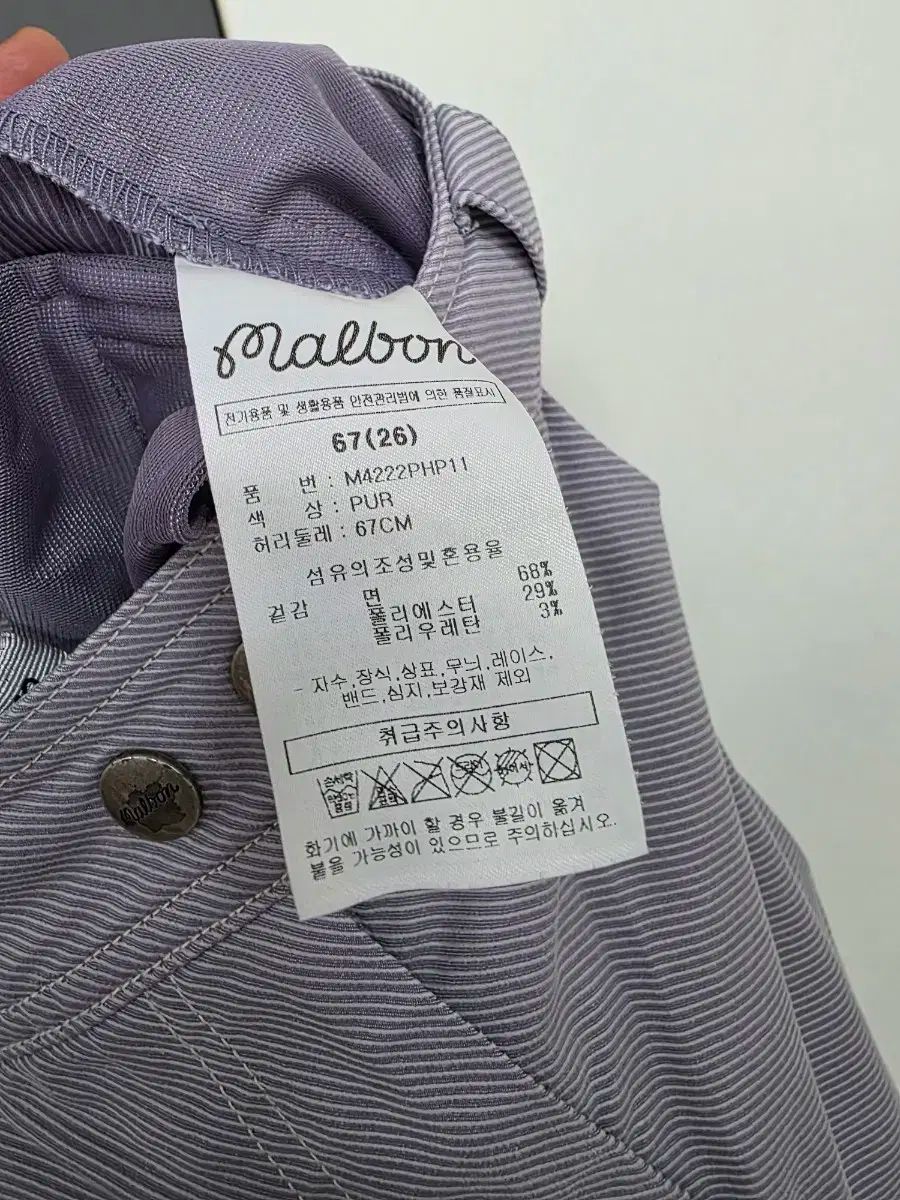 Malbon
전기용품 및 생활용품 안전관리법에 의한 품질표시
67(26)
품 번 : M4222PHP11
색 상 : PUR
허리둘레 : 67CM
섬유의조성및혼용율
겉감 면 68%
폴리에스터 29%
폴리우레탄 3%
- 자수,장식,상표,무늬,레이스,
밴드,심지,보강재 제외
취급주의사항
화기에 가까이 할 경우 불길이 옮겨
붙을 가능성이 있으므로 주의하십시오.
Malbon